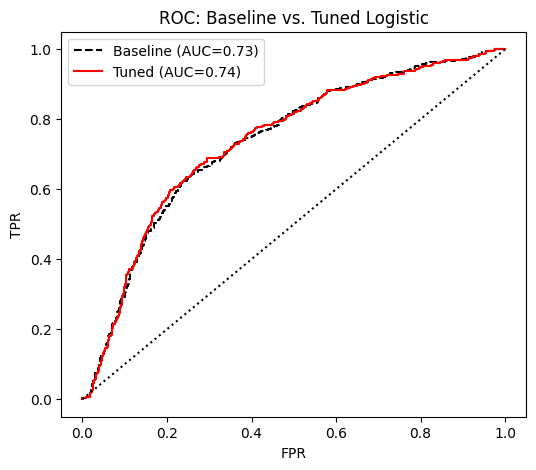 ROC: Baseline vs. Tuned Logistic
Baseline (AUC=0.73)
Tuned (AUC=0.74)
1.0
0.8
0.6
0.4
0.2
0.0
TPR
0.0 0.2 0.4 0.6 0.8 1.0
FPR